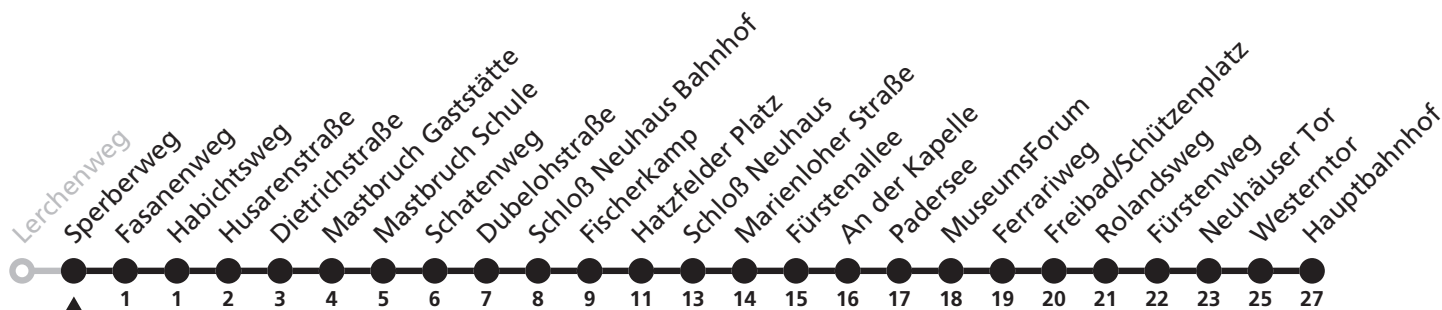 Lerchenweg
Sperberweg
Fasanenweg
Habichtsweg
Husarenstraße
Dietrichstraße
Mastbruch Gaststätte
Mastbruch Schule
Schatenweg
Dubelohstraße
Schloß Neuhaus Bahnhof
Fischerkamp
Hatzfelder Platz
Schloß Neuhaus
Marienloher Straße
Fürstenallee
An der Kapelle
Padersee
MuseumsForum
Ferrariweg
Freibad/Schützenplatz
Rolandsweg
Fürstenweg
Neuhäuser Tor
Westerntor
Hauptbahnhof
1 1 2 3 4 5 6 7 8 9 11 13 14 15 16 17 18 19 20 21 22 23 25 27